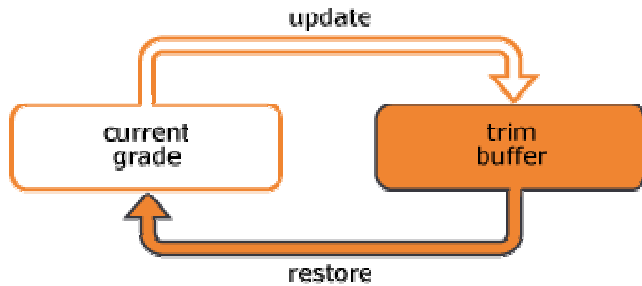 update
current
grade
trim
buffer
restore